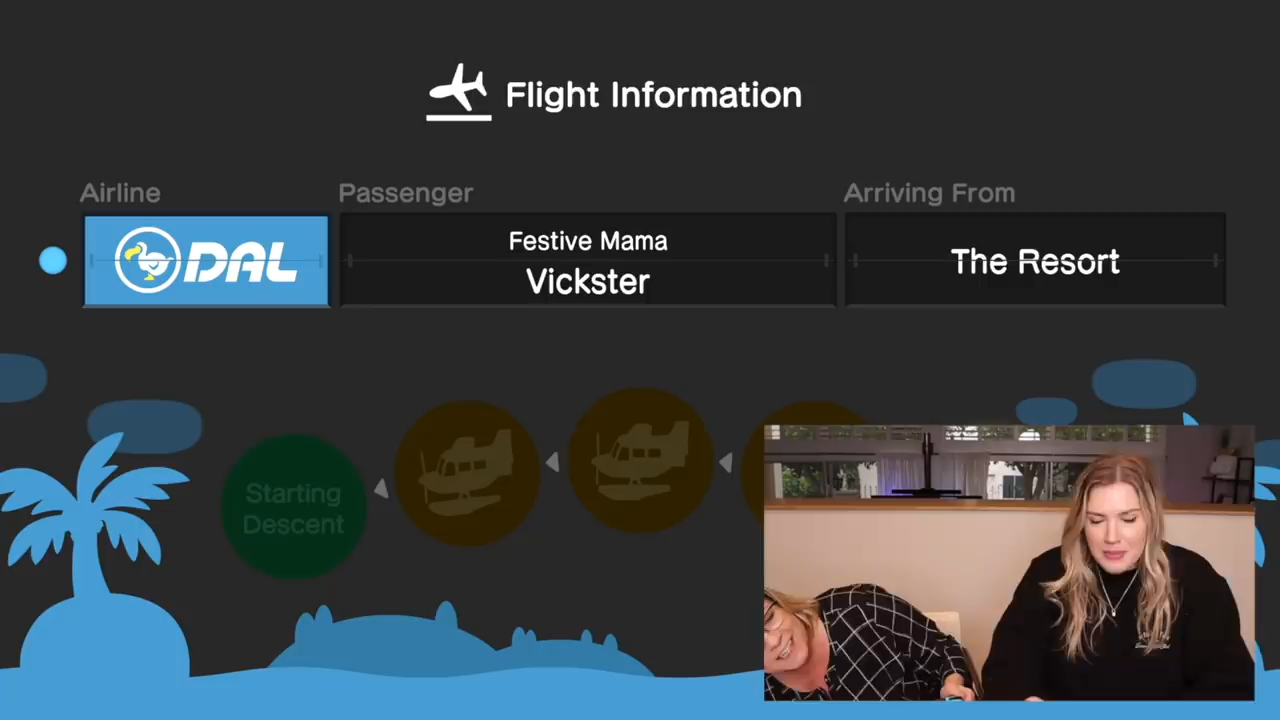 Flight Information
Airline
Passenger
Arriving From
DAL
Festive Mama
Vickster
The Resort
Starting
Descent